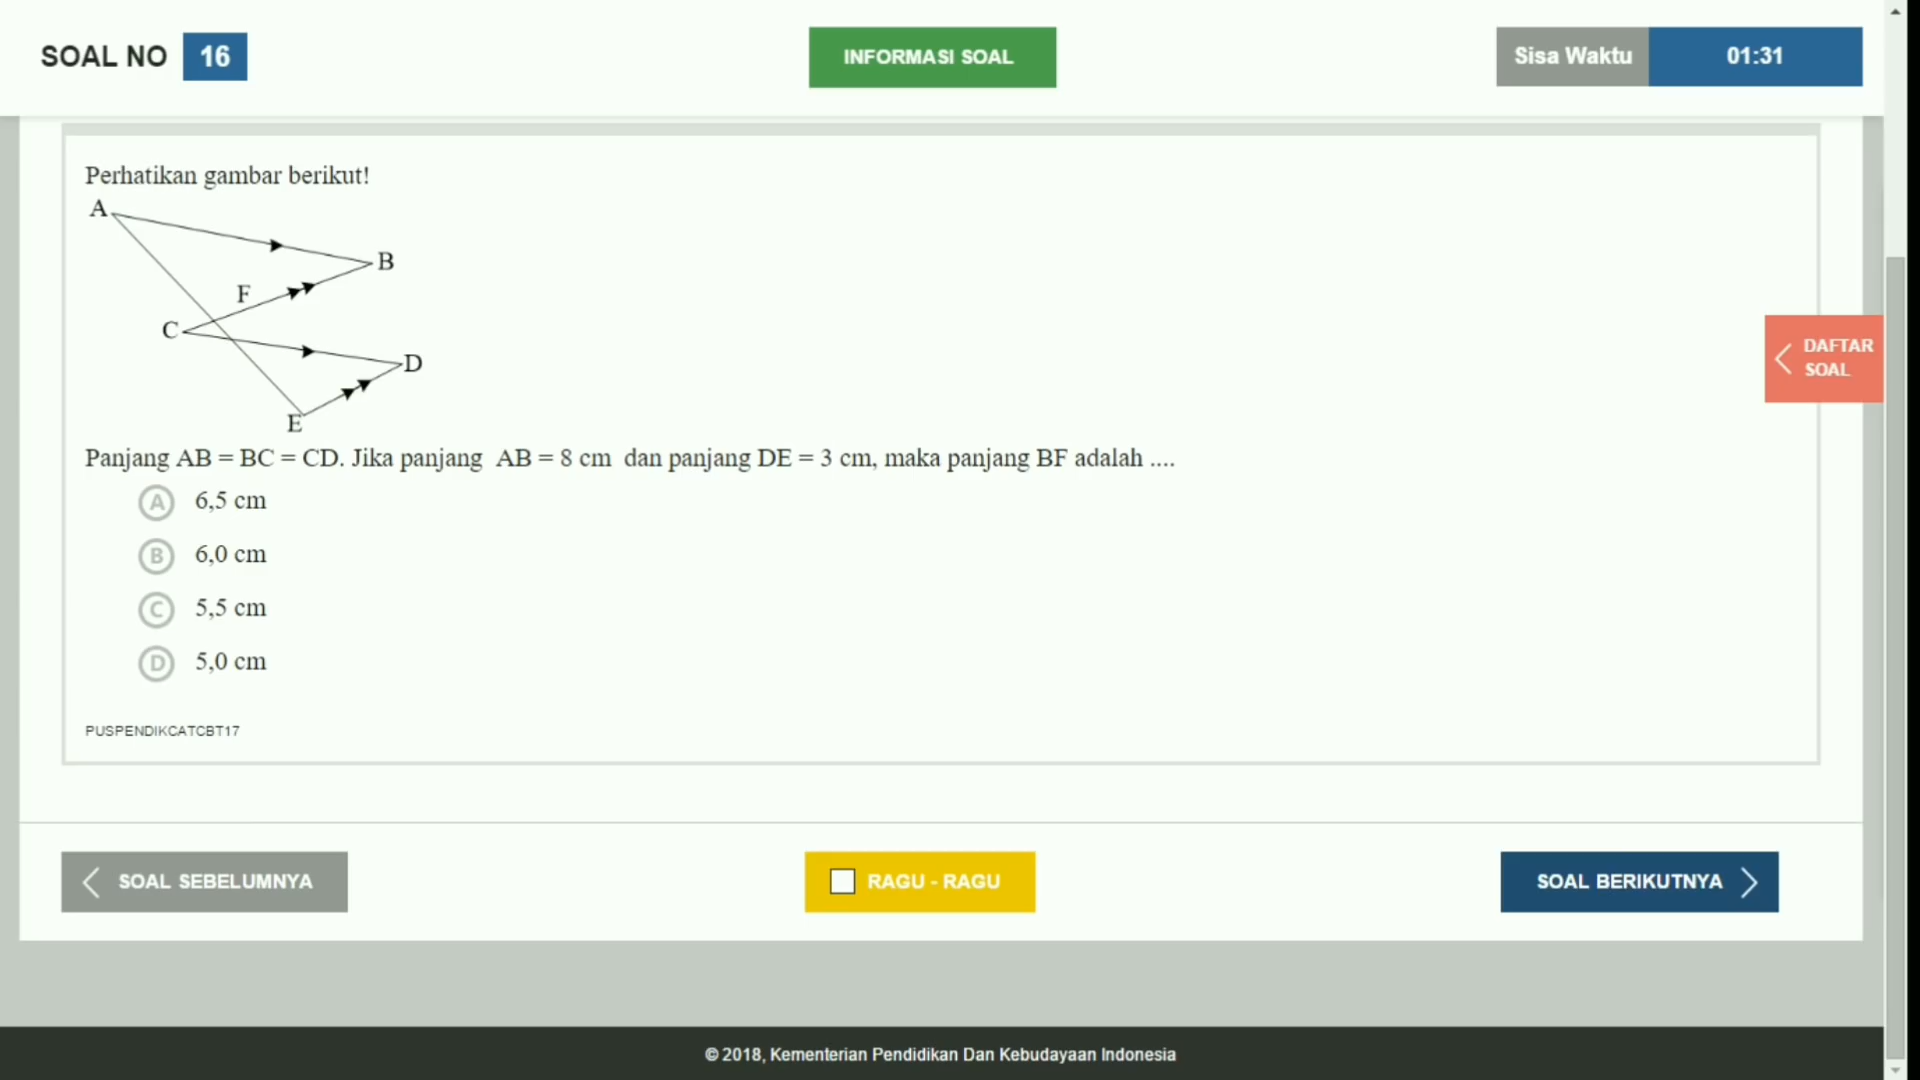 SOAL NO 16
INFORMASI SOAL
Sisa Waktu 01:31
Perhatikan gambar berikut!
A
B
F
C
D
E
DAFTAR
SOAL
Panjang AB = BC = CD. Jika panjang AB = 8 cm dan panjang DE = 3 cm, maka panjang BF adalah ....
A 6,5 cm
B 6,0 cm
C 5,5 cm
D 5,0 cm
PUSPENDIKCATCBT17
SOAL SEBELUMNYA
RAGU - RAGU
SOAL BERIKUTNYA
© 2018, Kementerian Pendidikan Dan Kebudayaan Indonesia